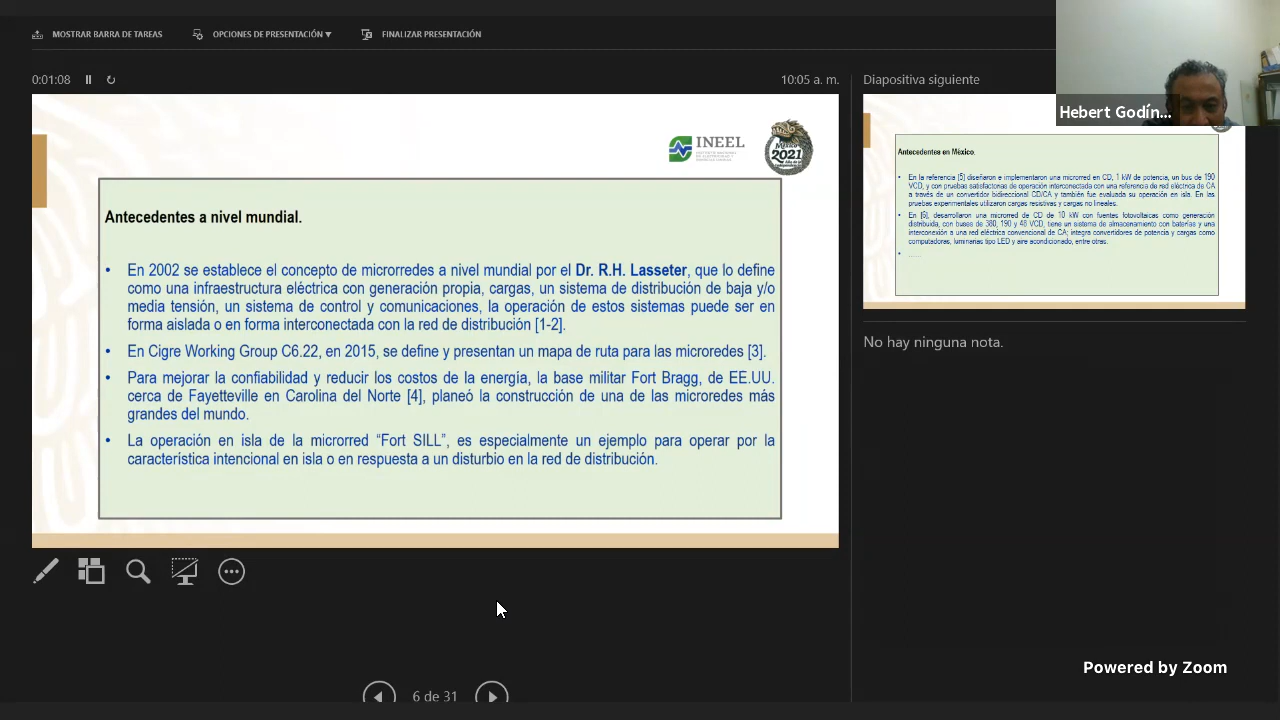 MOSTRAR BARRA DE TAREAS
OPCIONES DE PRESENTACIÓN ▼
FINALIZAR PRESENTACIÓN
0:01:08
10:05 a. m.
INEEL
México
2021
Antecedentes a nivel mundial.
• En 2002 se establece el concepto de microrredes a nivel mundial por el Dr. R.H. Lasseter, que lo define
como una infraestructura eléctrica con generación propia, cargas, un sistema de distribución de baja y/o
media tensión, un sistema de control y comunicaciones, la operación de estos sistemas puede ser en
forma aislada o en forma interconectada con la red de distribución [1-2].
• En Cigre Working Group C6.22, en 2015, se define y presentan un mapa de ruta para las microredes [3].
• Para mejorar la confiabilidad y reducir los costos de la energía, la base militar Fort Bragg, de EE.UU.
cerca de Fayetteville en Carolina del Norte [4], planeó la construcción de una de las microredes más
grandes del mundo.
• La operación en isla de la microrred “Fort SILL”, es especialmente un ejemplo para operar por la
característica intencional en isla o en respuesta a un disturbio en la red de distribución.
6 de 31
Diapositiva siguiente
Hebert Godín...
Antecedentes en México.
• En la referencia [5] diseñaron e implementaron una microrred en CD, 1 kW de potencia, un bus de 190
VCD, y con pruebas satisfactorias de operación interconectada con una referencia de red eléctrica de CA
a través de un convertidor bidireccional CD/CA y también fue evaluada su operación en isla. En las
pruebas experimentales utilizaron cargas resistivas y cargas no lineales.
• En [6], desarrollaron una microrred de CD de 10 kW con fuentes fotovoltaicas como generación
distribuida, con buses de 380, 190 y 48 VCD, tiene un sistema de almacenamiento con baterías y una
interconexión a una red eléctrica convencional de CA; integra convertidores de potencia y cargas como
computadoras, luminarias tipo LED y aire acondicionado, entre otras.
• ......
No hay ninguna nota.
Powered by Zoom